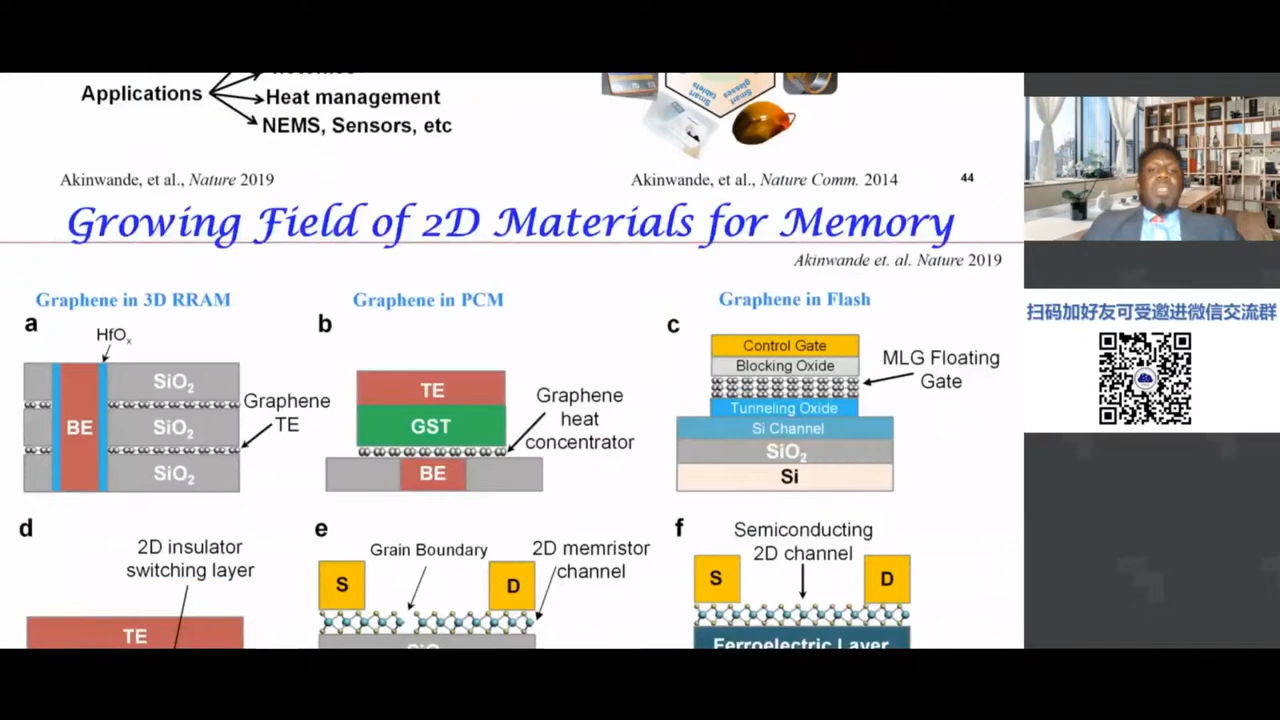 Applications
Heat management
NEMS, Sensors, etc
Smart tablets
Smart glasses
Akinwande, et al., Nature 2019
Akinwande, et al., Nature Comm. 2014
44
Growing Field of 2D Materials for Memory
Akinwande et. al. Nature 2019
Graphene in 3D RRAM
Graphene in PCM
Graphene in Flash
a
HfOx
BE
SiO2
SiO2
SiO2
Graphene
TE
b
TE
GST
BE
Graphene
heat
concentrator
c
Control Gate
Blocking Oxide
Tunneling Oxide
Si Channel
SiO2
Si
MLG Floating
Gate
d
2D insulator
switching layer
TE
e
Grain Boundary
2D memristor
channel
S
D
f
Semiconducting
2D channel
S
D
Ferroelectric Layer
扫码加好友可受邀进微信交流群